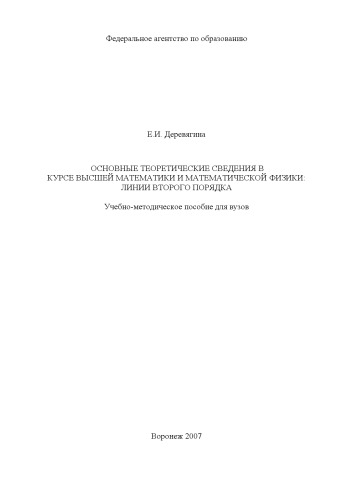 Федеральное агентство по образованию
Е.И. Деревягина
ОСНОВНЫЕ ТЕОРЕТИЧЕСКИЕ СВЕДЕНИЯ В
КУРСЕ ВЫСШЕЙ МАТЕМАТИКИ И МАТЕМАТИЧЕСКОЙ ФИЗИКИ:
ЛИНИИ ВТОРОГО ПОРЯДКА
Учебно-методическое пособие для вузов
Воронеж 2007